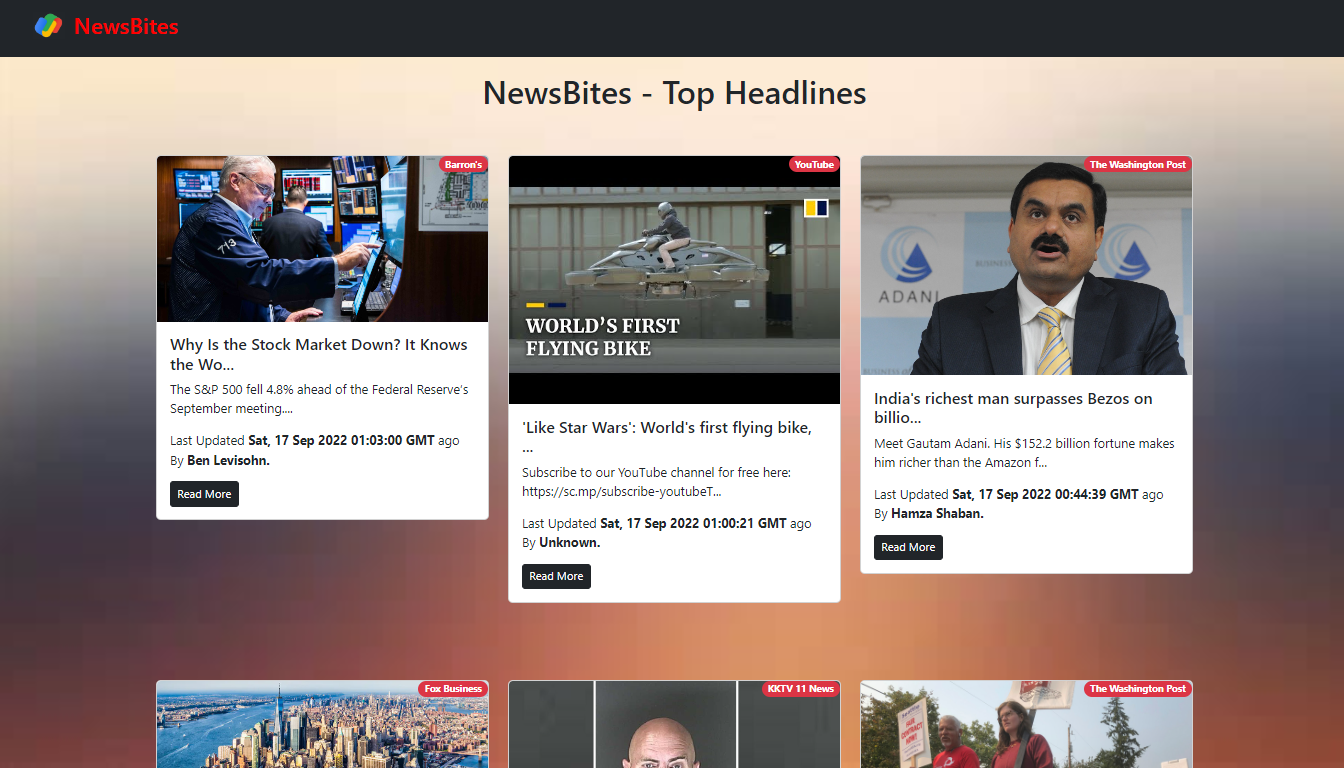 NewsBites
NewsBites - Top Headlines
Barron's
713
Why Is the Stock Market Down? It Knows
the Wo...
The S&P 500 fell 4.8% ahead of the Federal Reserve's
September meeting....
Last Updated Sat, 17 Sep 2022 01:03:00 GMT ago
By Ben Levisohn.
Read More
YouTube
WORLD'S FIRST
FLYING BIKE
'Like Star Wars': World's first flying bike,
...
Subscribe to our YouTube channel for free here:
https://sc.mp/subscribe-youtubeT...
Last Updated Sat, 17 Sep 2022 01:00:21 GMT ago
By Unknown.
Read More
The Washington Post
ADANI
India's richest man surpasses Bezos on
billio...
Meet Gautam Adani. His $152.2 billion fortune makes
him richer than the Amazon f...
Last Updated Sat, 17 Sep 2022 00:44:39 GMT ago
By Hamza Shaban.
Read More
Fox Business
KKTV 11 News
The Washington Post